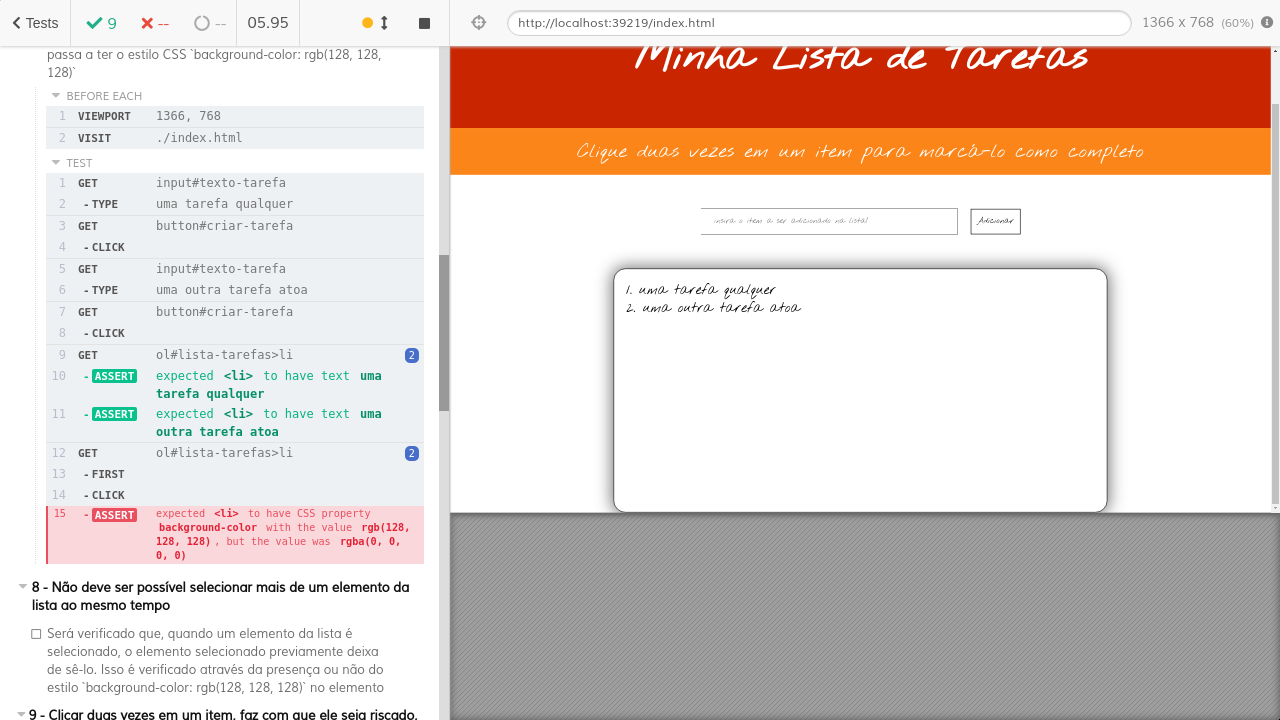 Tests 9 -- -- 05.95 http://localhost:39219/index.html 1366 x 768 (60%)
passa a ter o estilo CSS `background-color: rgb(128, 128,
128)`
BEFORE EACH
1 VIEWPORT 1366, 768
2 VISIT ./index.html
TEST
1 GET input#texto-tarefa
2 -TYPE uma tarefa qualquer
3 GET button#criar-tarefa
4 -CLICK
5 GET input#texto-tarefa
6 -TYPE uma outra tarefa atoa
7 GET button#criar-tarefa
8 -CLICK
9 GET ol#lista-tarefas>li 2
10 -ASSERT expected <li> to have text uma
tarefa qualquer
11 -ASSERT expected <li> to have text uma
outra tarefa atoa
12 GET ol#lista-tarefas>li 2
13 -FIRST
14 -CLICK
15 -ASSERT expected <li> to have CSS property
background-color with the value rgb(128,
128, 128), but the value was rgba(0, 0,
0, 0)
8 - Não deve ser possível selecionar mais de um elemento da
lista ao mesmo tempo
Será verificado que, quando um elemento da lista é
selecionado, o elemento selecionado previamente deixa
de sê-lo. Isso é verificado através da presença ou não do
estilo `background-color: rgb(128, 128, 128)` no elemento
9 - Clicar duas vezes em um item, faz com que ele seja riscado.
Minha Lista de Tarefas
Clique duas vezes em um item para marcá-lo como completo
insira o item a ser adicionado na lista!
Adicionar
1. uma tarefa qualquer
2. uma outra tarefa atoa